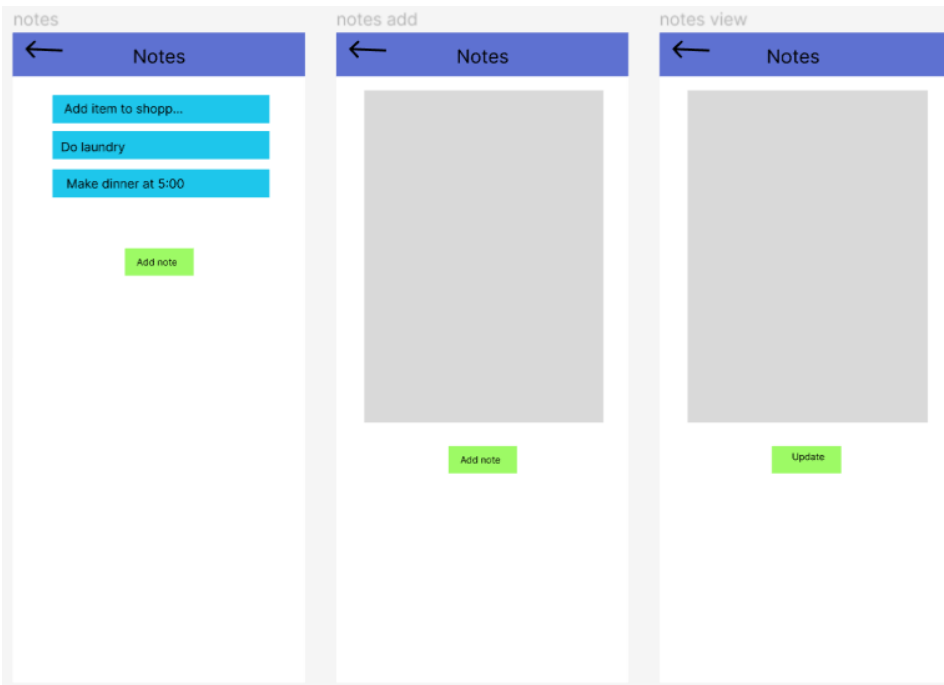 notes
Notes
Add item to shopp...
Do laundry
Make dinner at 5:00
Add note
notes add
Notes
Add note
notes view
Notes
Update